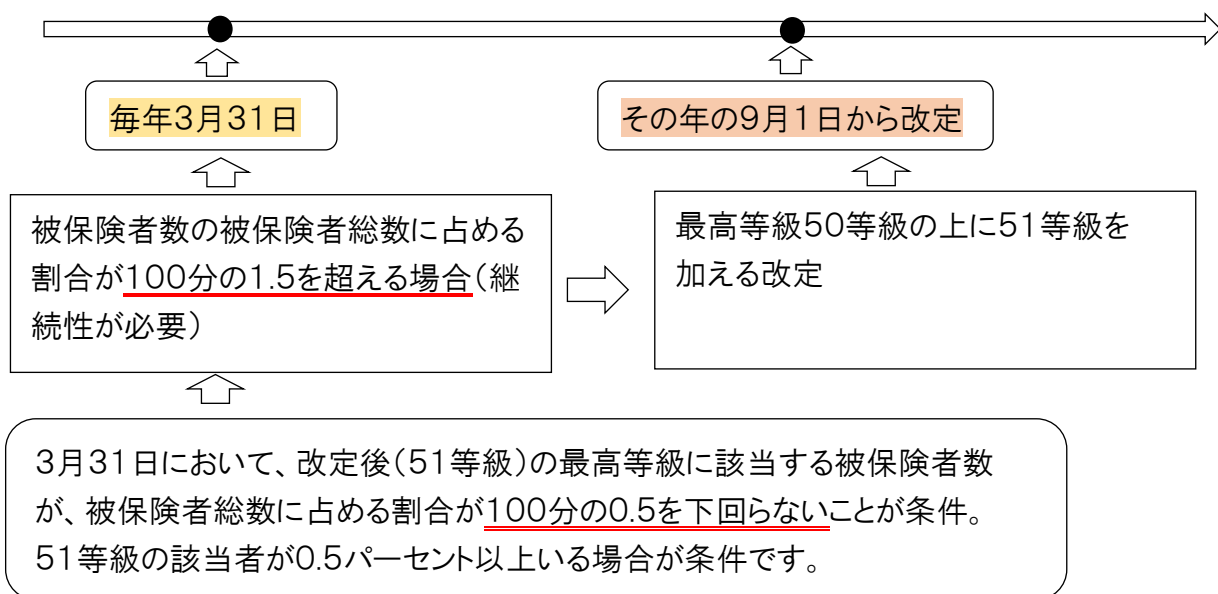 毎年3月31日
その年の9月1日から改定
被保険者数の被保険者総数に占める
割合が100分の1.5を超える場合(継
続性が必要)
最高等級50等級の上に51等級を
加える改定
3月31日において、改定後(51等級)の最高等級に該当する被保険者数
が、被保険者総数に占める割合が100分の0.5を下回らないことが条件。
51等級の該当者が0.5パーセント以上いる場合が条件です。